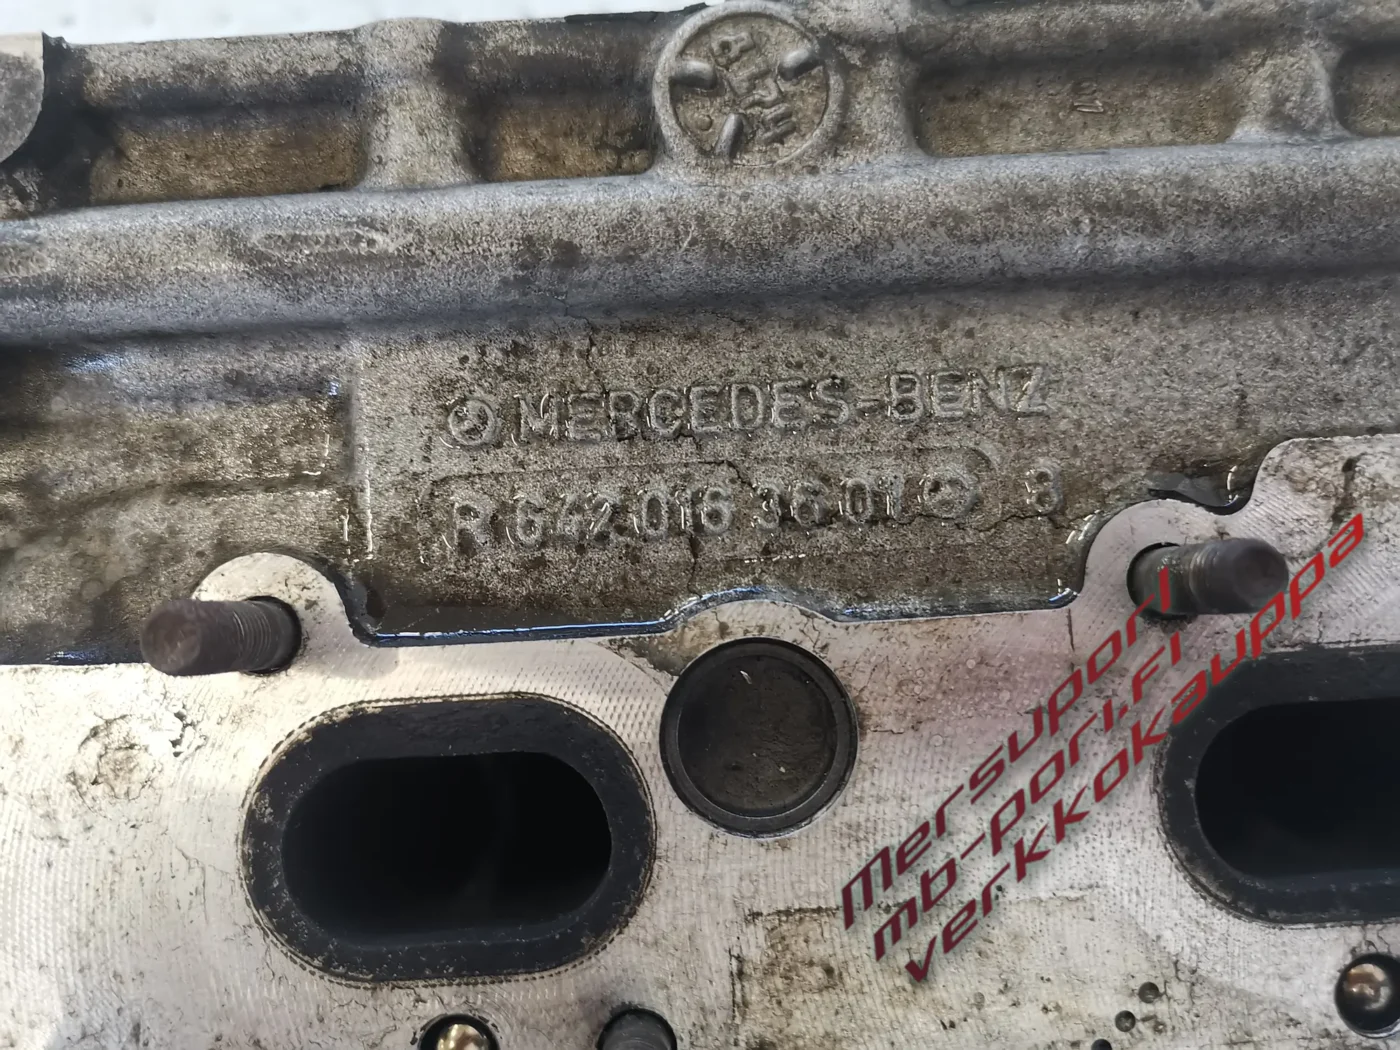 MERCEDES-BENZ
R 642 016 36 01 8
Mersupori
mb-pori.fi
verkkokauppa